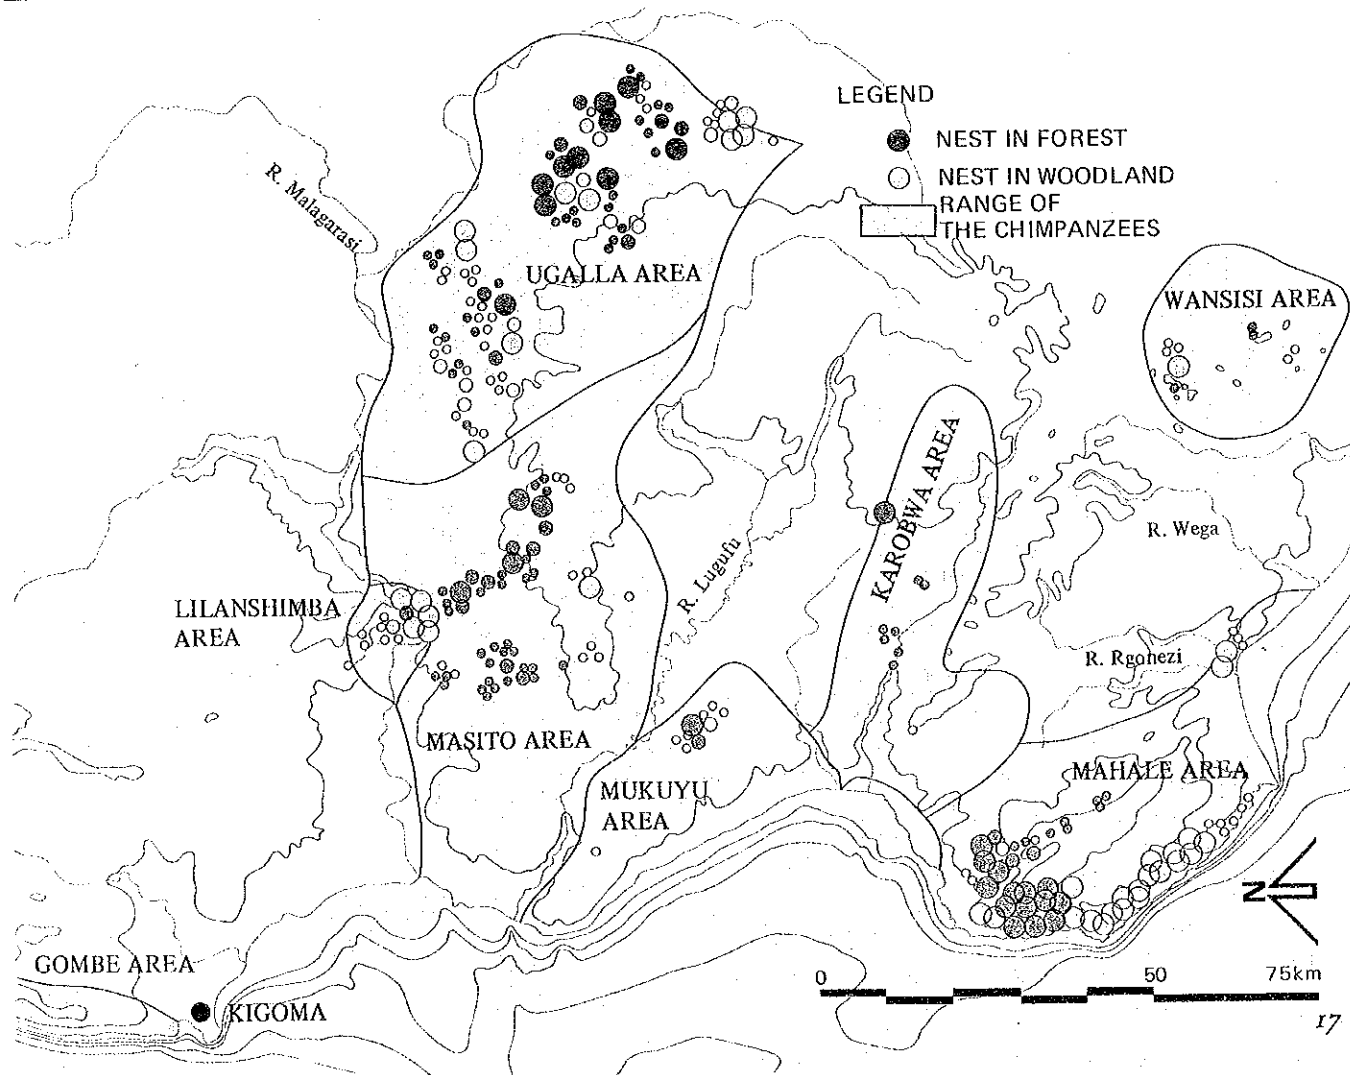 LEGEND
NEST IN FOREST
NEST IN WOODLAND
RANGE OF
THE CHIMPANZEES
R. Malagarasi
UGALLA AREA
WANSISI AREA
KAROBWA AREA
R. Wega
R. Lugufu
LILANSHIMBA
AREA
R. Rgonezi
MASITO AREA
MUKUYU
AREA
MAHALE AREA
N
GOMBE AREA
KIGOMA
0 50 75km
17